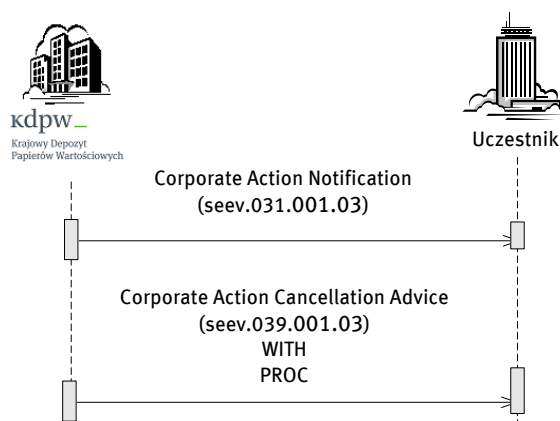 kdpw_
Krajowy Depozyt
Papierów Wartościowych
Uczestnik
Corporate Action Notification
(seev.031.001.03)
Corporate Action Cancellation Advice
(seev.039.001.03)
WITH
PROC